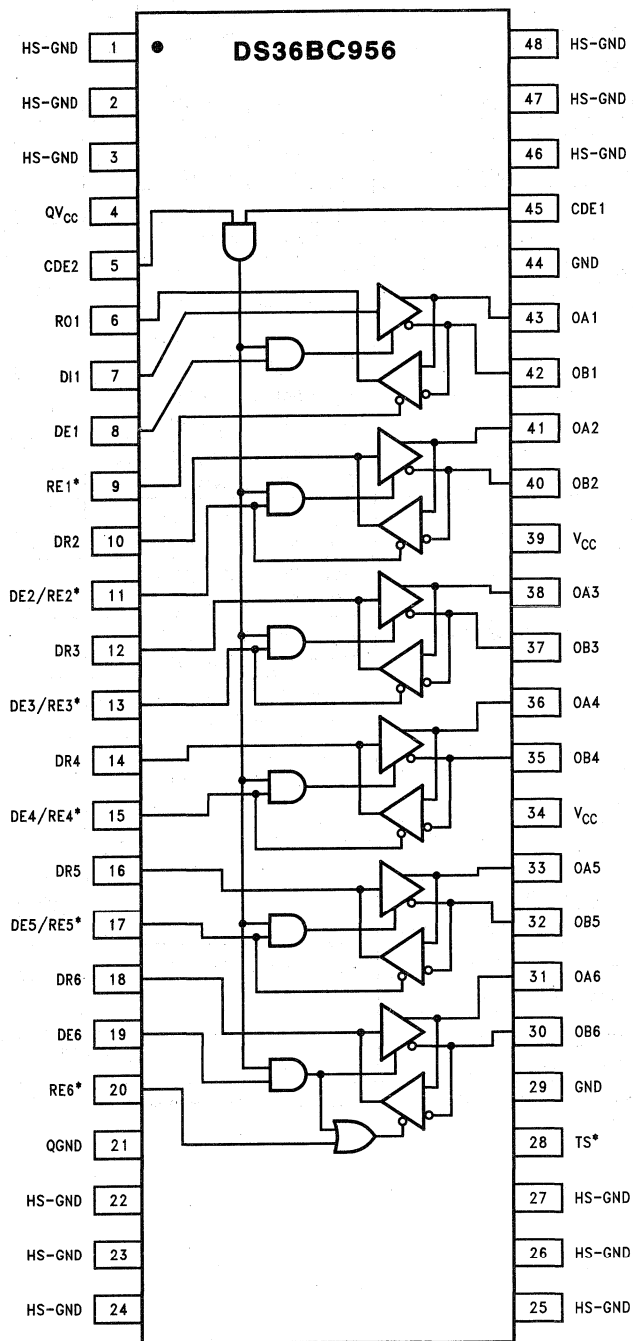 DS36BC956
HS-GND 1
HS-GND 2
HS-GND 3
QVCC 4
CDE2 5
RO1 6
DI1 7
DE1 8
RE1* 9
DR2 10
DE2/RE2* 11
DR3 12
DE3/RE3* 13
DR4 14
DE4/RE4* 15
DR5 16
DE5/RE5* 17
DR6 18
DE6 19
RE6* 20
QGND 21
HS-GND 22
HS-GND 23
HS-GND 24
48 HS-GND
47 HS-GND
46 HS-GND
45 CDE1
44 GND
43 OA1
42 OB1
41 OA2
40 OB2
39 VCC
38 OA3
37 OB3
36 OA4
35 OB4
34 VCC
33 OA5
32 OB5
31 OA6
30 OB6
29 GND
28 TS*
27 HS-GND
26 HS-GND
25 HS-GND